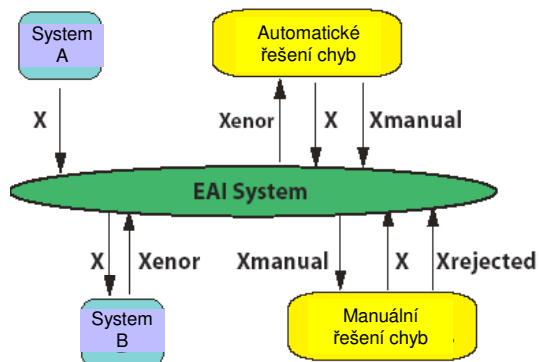 System
A
Automatické
řešení chyb
X
Xenor
X
Xmanual
EAI System
X
Xenor
Xmanual
X
Xrejected
System
B
Manuální
řešení chyb